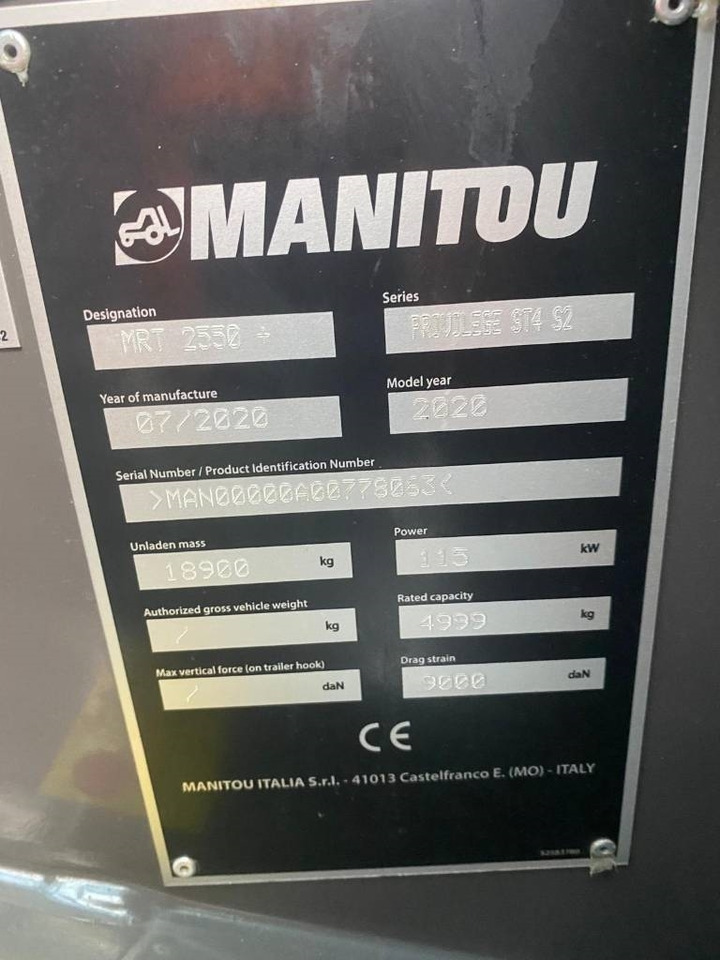 MANITOU
Designation
MRT 2550 +
Series
PRIVILEGE ST4 S2
Year of manufacture
07/2020
Model year
2020
Serial Number / Product Identification Number
>MAN00000A00778063<
Unladen mass
18900 kg
Power
115 kW
Authorized gross vehicle weight
/ kg
Rated capacity
4999 kg
Max vertical force (on trailer hook)
/ daN
Drag strain
9000 daN
CE
MANITOU ITALIA S.r.l. - 41013 Castelfranco E. (MO) - ITALY